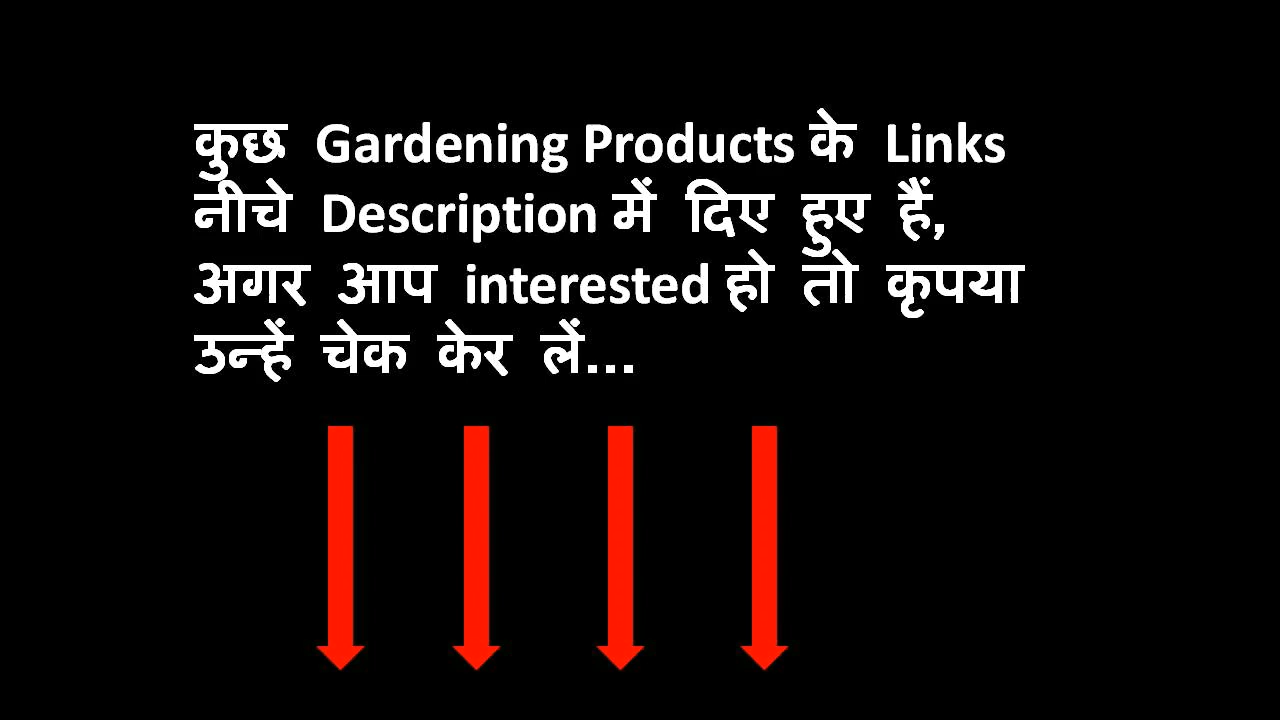 कुछ Gardening Products के Links
नीचे Description में दिए हुए हैं,
अगर आप interested हो तो कृपया
उन्हें चेक केर लें...